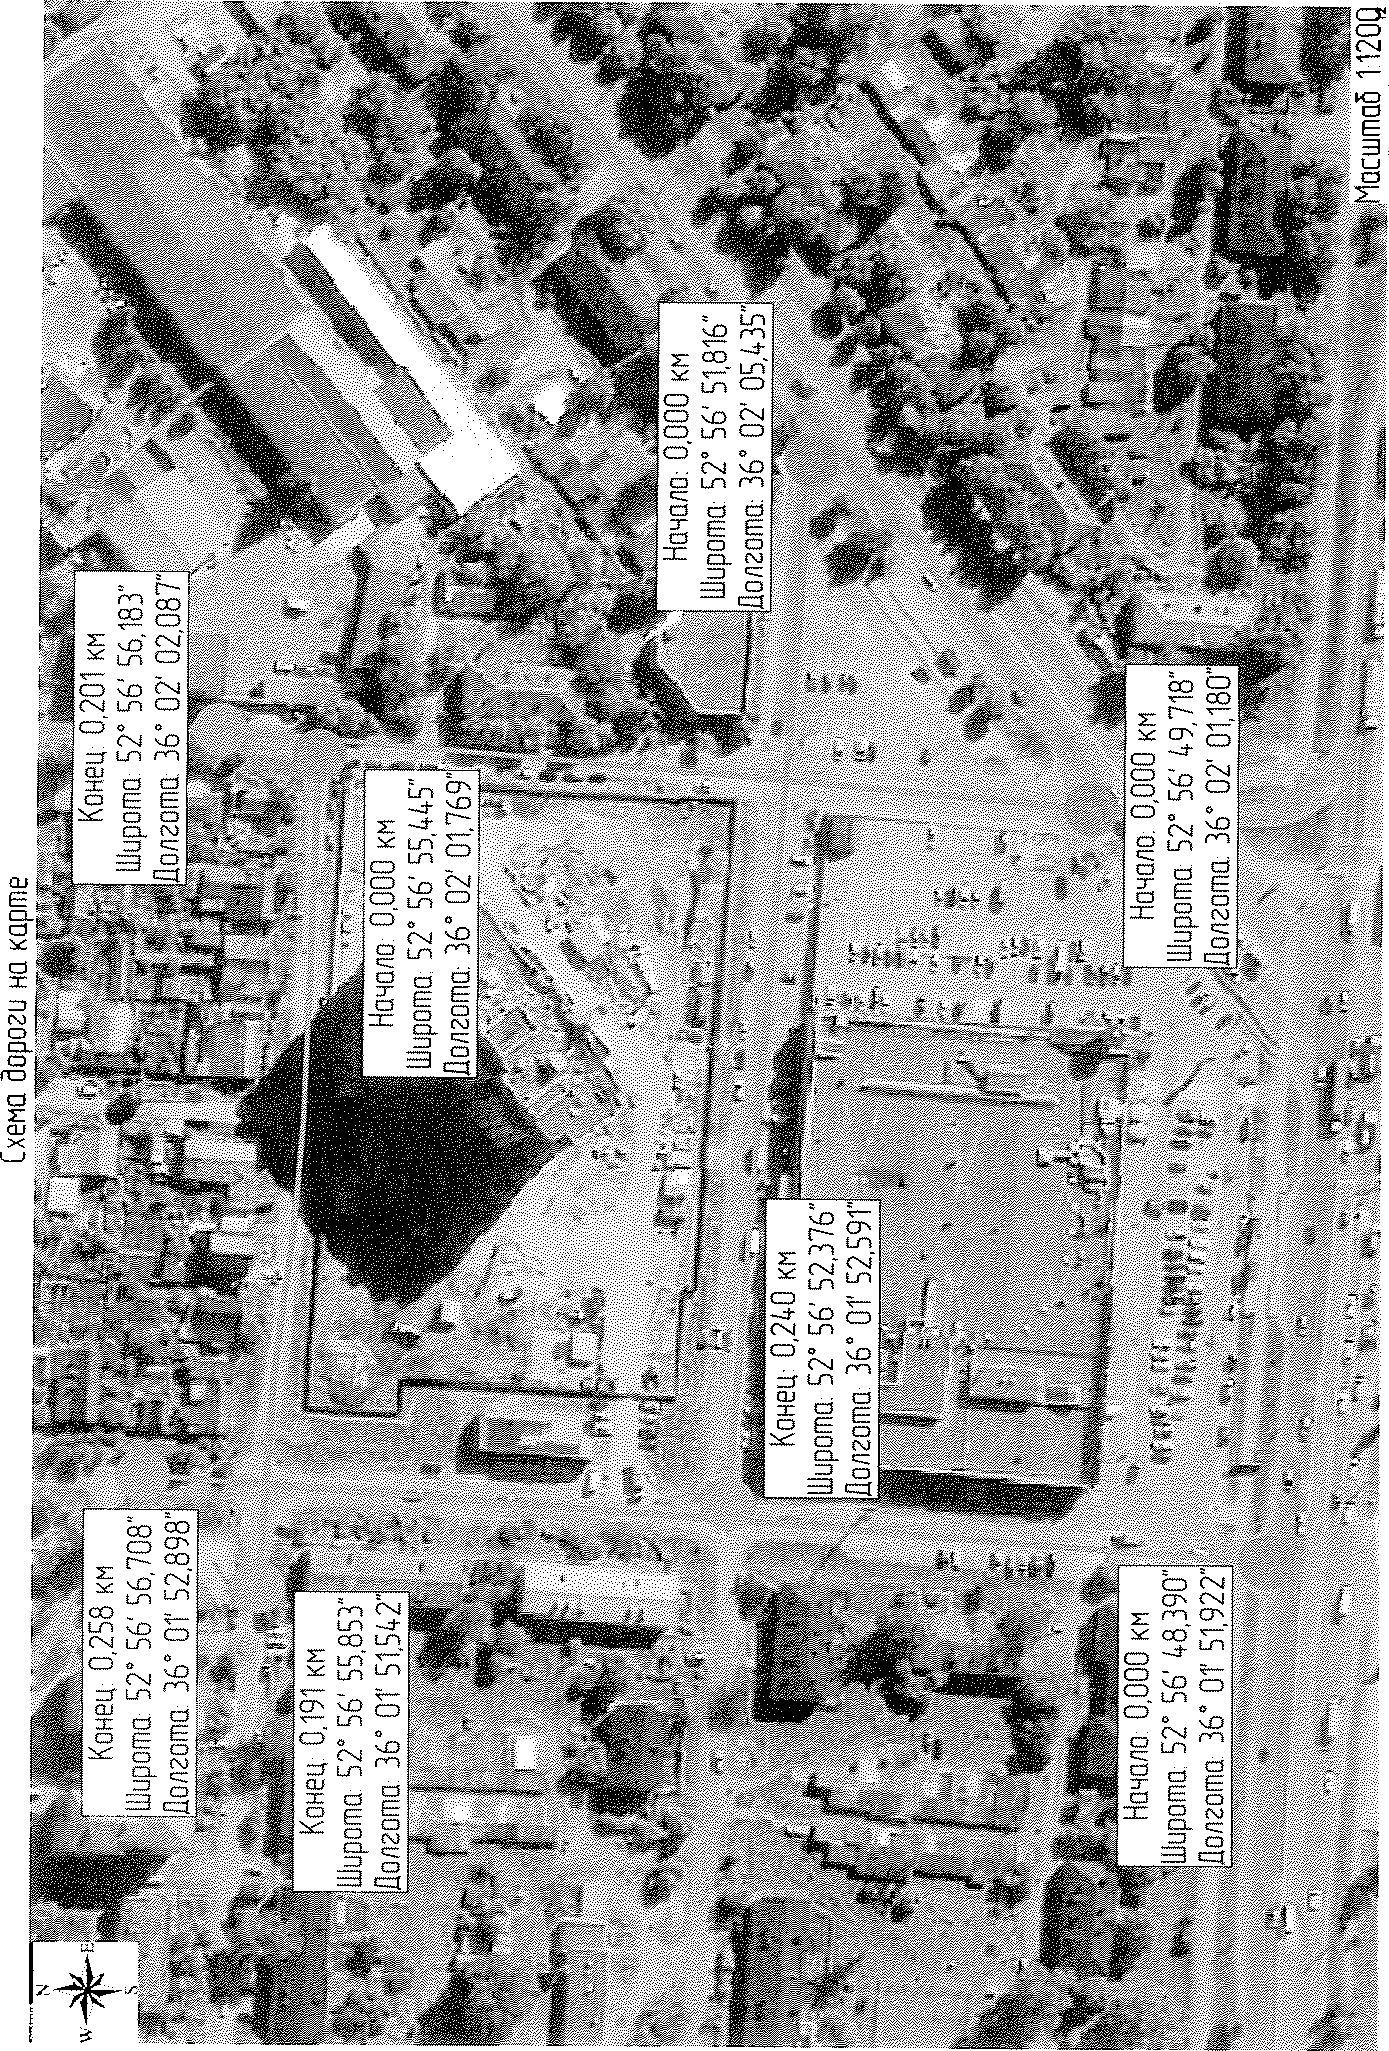 Схема дороги на карте
N
W E
S
Конец: 0,258 км
Широта: 52° 56' 56,708"
Долгота: 36° 01' 52,898"
Конец: 0,201 км
Широта: 52° 56' 56,183"
Долгота: 36° 02' 02,087"
Конец: 0,191 км
Широта: 52° 56' 55,853"
Долгота: 36° 01' 51,542"
Начало: 0,000 км
Широта: 52° 56' 55,445"
Долгота: 36° 02' 01,769"
Начало: 0,000 км
Широта: 52° 56' 51,816"
Долгота: 36° 02' 05,435"
Конец: 0,240 км
Широта: 52° 56' 52,376"
Долгота: 36° 01' 52,591"
Начало: 0,000 км
Широта: 52° 56' 48,390"
Долгота: 36° 01' 51,922"
Начало: 0,000 км
Широта: 52° 56' 49,718"
Долгота: 36° 02' 01,180"
Масштаб 1:1200